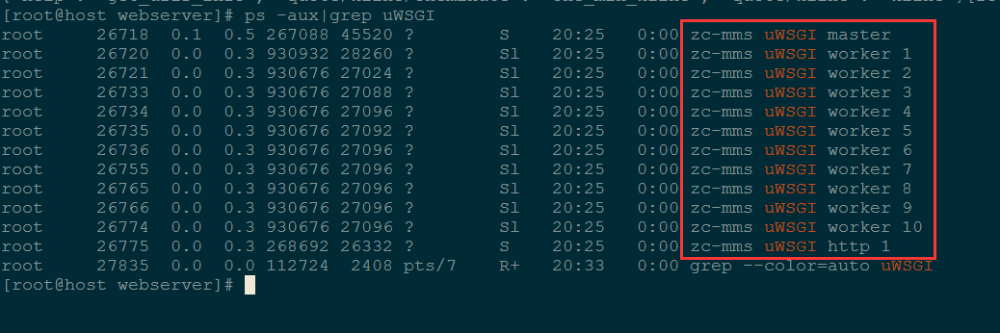 [root@host webserver]# ps -aux|grep uWSGI
root 26718 0.1 0.5 267088 45520 ? S 20:25 0:00 zc-mms uWSGI master
root 26720 0.0 0.3 930932 28260 ? Sl 20:25 0:00 zc-mms uWSGI worker 1
root 26721 0.0 0.3 930676 27024 ? Sl 20:25 0:00 zc-mms uWSGI worker 2
root 26733 0.0 0.3 930676 27088 ? Sl 20:25 0:00 zc-mms uWSGI worker 3
root 26734 0.0 0.3 930676 27096 ? Sl 20:25 0:00 zc-mms uWSGI worker 4
root 26735 0.0 0.3 930676 27092 ? Sl 20:25 0:00 zc-mms uWSGI worker 5
root 26736 0.0 0.3 930676 27096 ? Sl 20:25 0:00 zc-mms uWSGI worker 6
root 26755 0.0 0.3 930676 27096 ? Sl 20:25 0:00 zc-mms uWSGI worker 7
root 26765 0.0 0.3 930676 27096 ? Sl 20:25 0:00 zc-mms uWSGI worker 8
root 26766 0.0 0.3 930676 27096 ? Sl 20:25 0:00 zc-mms uWSGI worker 9
root 26774 0.0 0.3 930676 27096 ? Sl 20:25 0:00 zc-mms uWSGI worker 10
root 26775 0.0 0.3 268692 26332 ? S 20:25 0:00 zc-mms uWSGI http 1
root 27835 0.0 0.0 112724 2408 pts/7 R+ 20:33 0:00 grep --color=auto uWSGI
[root@host webserver]#